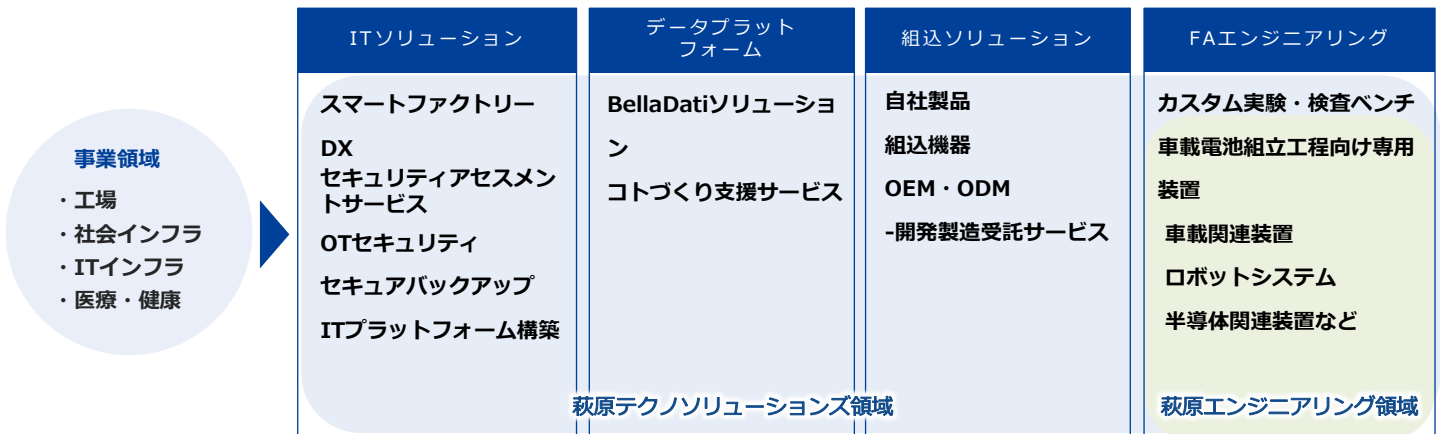 事業領域
・工場
・社会インフラ
・ITインフラ
・医療・健康
ITソリューション
スマートファクトリー
DX
セキュリティアセスメン
トサービス
OTセキュリティ
セキュアバックアップ
ITプラットフォーム構築
データプラット
フォーム
BellaDatiソリューショ
ン
コトづくり支援サービス
組込ソリューション
自社製品
組込機器
OEM・ODM
-開発製造受託サービス
FAエンジニアリング
カスタム実験・検査ベンチ
車載電池組立工程向け専用
装置
車載関連装置
ロボットシステム
半導体関連装置など
萩原テクノソリューションズ領域
萩原エンジニアリング領域